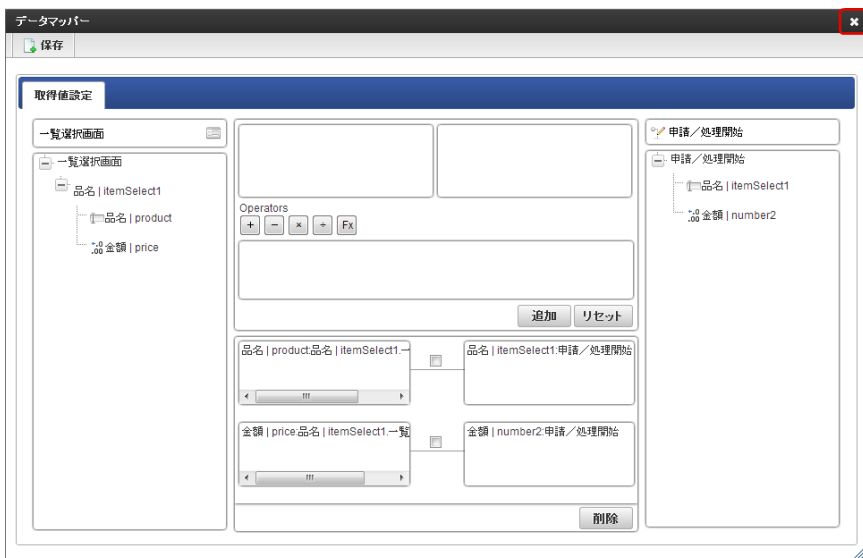 データマッパー
保存
取得値設定
一覧選択画面
一覧選択画面
品名 | itemSelect1
品名 | product
金額 | price
Operators
+ − × ÷ Fx
追加 リセット
品名 | product:品名 | itemSelect1.一
品名 | itemSelect1:申請／処理開始
金額 | price:品名 | itemSelect1.一覧
金額 | number2:申請／処理開始
削除
申請／処理開始
申請／処理開始
品名 | itemSelect1
金額 | number2